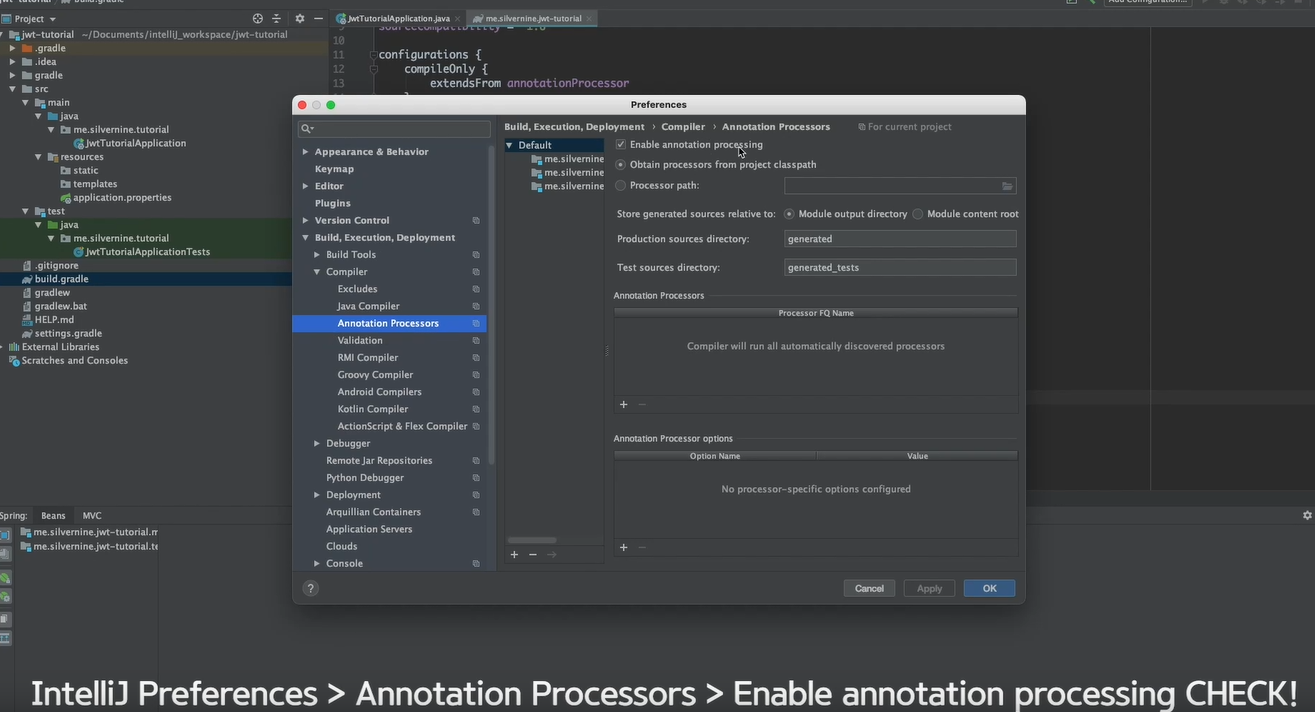 jwt-tutorial
build.gradle
Add Configuration...
Project
JwtTutorialApplication.java
me.silvernine.jwt-tutorial
jwt-tutorial ~/Documents/intelliJ_workspace/jwt-tutorial
.gradle
.idea
gradle
src
main
java
me.silvernine.tutorial
JwtTutorialApplication
resources
static
templates
application.properties
test
java
me.silvernine.tutorial
JwtTutorialApplicationTests
.gitignore
build.gradle
gradlew
gradlew.bat
HELP.md
settings.gradle
External Libraries
Scratches and Consoles
9 sourceCompatibility = '1.8'
10
11 configurations {
12 compileOnly {
13 extendsFrom annotationProcessor
Preferences
Appearance & Behavior
Keymap
Editor
Plugins
Version Control
Build, Execution, Deployment
Build Tools
Compiler
Excludes
Java Compiler
Annotation Processors
Validation
RMI Compiler
Groovy Compiler
Android Compilers
Kotlin Compiler
ActionScript & Flex Compiler
Debugger
Remote Jar Repositories
Python Debugger
Deployment
Arquillian Containers
Application Servers
Clouds
Console
Build, Execution, Deployment › Compiler › Annotation Processors
For current project
Default
me.silvernine
me.silvernine
me.silvernine
Enable annotation processing
Obtain processors from project classpath
Processor path:
Store generated sources relative to: Module output directory Module content root
Production sources directory: generated
Test sources directory: generated_tests
Annotation Processors
Processor FQ Name
Compiler will run all automatically discovered processors
+ −
Annotation Processor options
Option Name Value
No processor-specific options configured
+ −
+ −
?
Cancel Apply OK
Spring: Beans MVC
me.silvernine.jwt-tutorial.m
me.silvernine.jwt-tutorial.te
IntelliJ Preferences > Annotation Processors > Enable annotation processing CHECK!